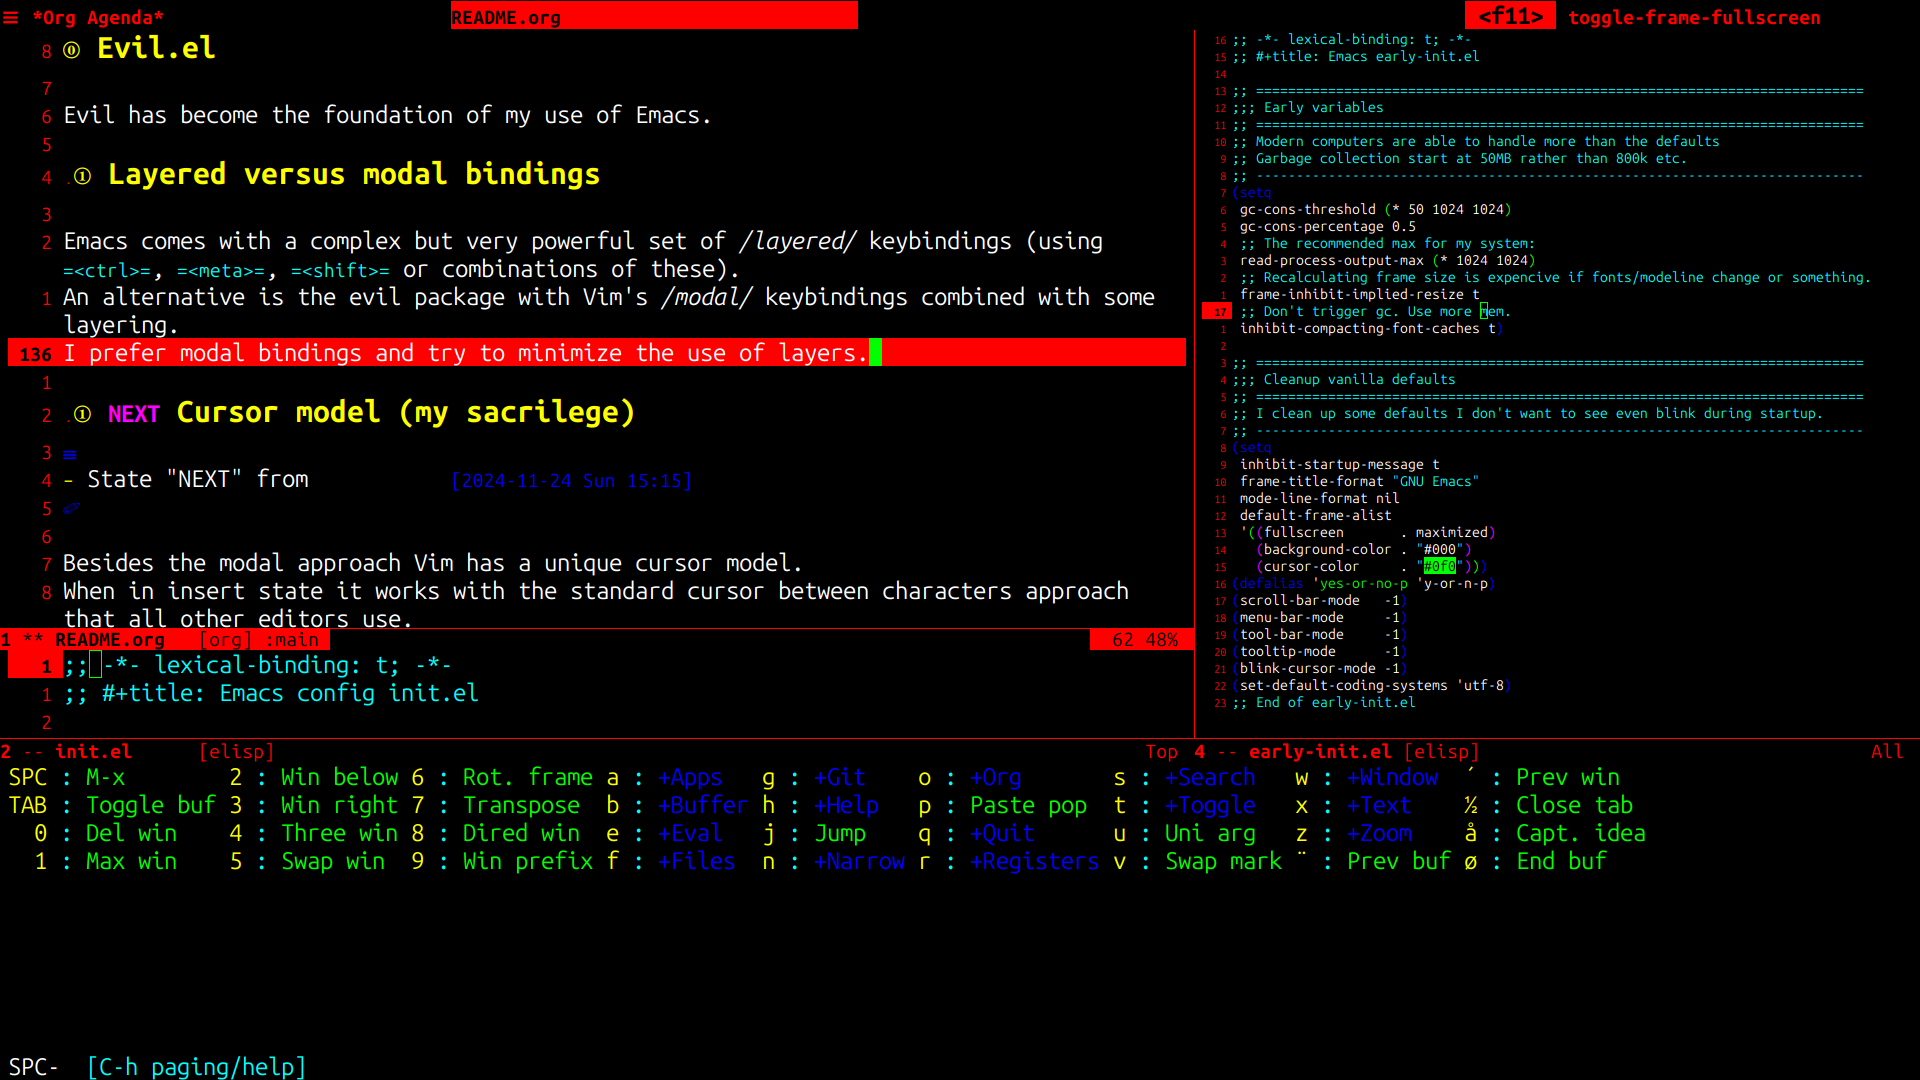 ☰ *Org Agenda* README.org <f11> toggle-frame-fullscreen
8 ⓪ Evil.el
7
6 Evil has become the foundation of my use of Emacs.
5
4 .① Layered versus modal bindings
3
2 Emacs comes with a complex but very powerful set of /layered/ keybindings (using
=<ctrl>=, =<meta>=, =<shift>= or combinations of these).
1 An alternative is the evil package with Vim's /modal/ keybindings combined with some
layering.
136 I prefer modal bindings and try to minimize the use of layers.
1
2 .① NEXT Cursor model (my sacrilege)
3
4 - State "NEXT" from [2024-11-24 Sun 15:15]
5
6
7 Besides the modal approach Vim has a unique cursor model.
8 When in insert state it works with the standard cursor between characters approach
that all other editors use.
1 ** README.org [org] :main 62 48%
1 ;; -*- lexical-binding: t; -*-
1 ;; #+title: Emacs config init.el
2
2 -- init.el [elisp] Top
16 ;; -*- lexical-binding: t; -*-
15 ;; #+title: Emacs early-init.el
14
13 ;; ============================================================================
12 ;;; Early variables
11 ;; ============================================================================
10 ;; Modern computers are able to handle more than the defaults
9 ;; Garbage collection start at 50MB rather than 800k etc.
8 ;; ----------------------------------------------------------------------------
7 (setq
6 gc-cons-threshold (* 50 1024 1024)
5 gc-cons-percentage 0.5
4 ;; The recommended max for my system:
3 read-process-output-max (* 1024 1024)
2 ;; Recalculating frame size is expencive if fonts/modeline change or something.
1 frame-inhibit-implied-resize t
17 ;; Don't trigger gc. Use more mem.
1 inhibit-compacting-font-caches t)
2
3 ;; ============================================================================
4 ;;; Cleanup vanilla defaults
5 ;; ============================================================================
6 ;; I clean up some defaults I don't want to see even blink during startup.
7 ;; ----------------------------------------------------------------------------
8 (setq
9 inhibit-startup-message t
10 frame-title-format "GNU Emacs"
11 mode-line-format nil
12 default-frame-alist
13 '((fullscreen . maximized)
14 (background-color . "#000")
15 (cursor-color . "#0f0")))
16 (defalias 'yes-or-no-p 'y-or-n-p)
17 (scroll-bar-mode -1)
18 (menu-bar-mode -1)
19 (tool-bar-mode -1)
20 (tooltip-mode -1)
21 (blink-cursor-mode -1)
22 (set-default-coding-systems 'utf-8)
23 ;; End of early-init.el
4 -- early-init.el [elisp] All
SPC : M-x 2 : Win below 6 : Rot. frame a : +Apps g : +Git o : +Org s : +Search w : +Window ´ : Prev win
TAB : Toggle buf 3 : Win right 7 : Transpose b : +Buffer h : +Help p : Paste pop t : +Toggle x : +Text ½ : Close tab
0 : Del win 4 : Three win 8 : Dired win e : +Eval j : Jump q : +Quit u : Uni arg z : +Zoom å : Capt. idea
1 : Max win 5 : Swap win 9 : Win prefix f : +Files n : +Narrow r : +Registers v : Swap mark ¨ : Prev buf ø : End buf
SPC- [C-h paging/help]